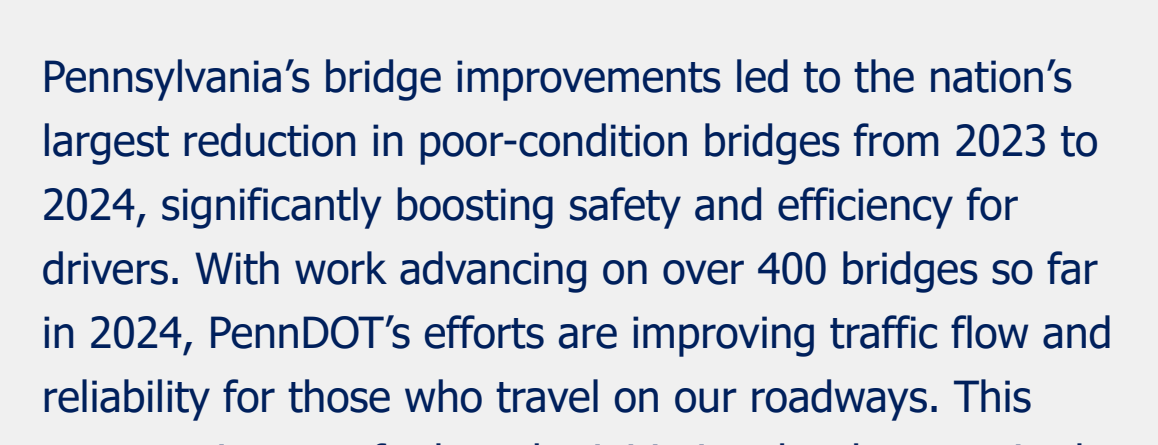 Pennsylvania’s bridge improvements led to the nation’s
largest reduction in poor-condition bridges from 2023 to
2024, significantly boosting safety and efficiency for
drivers. With work advancing on over 400 bridges so far
in 2024, PennDOT’s efforts are improving traffic flow and
reliability for those who travel on our roadways. This